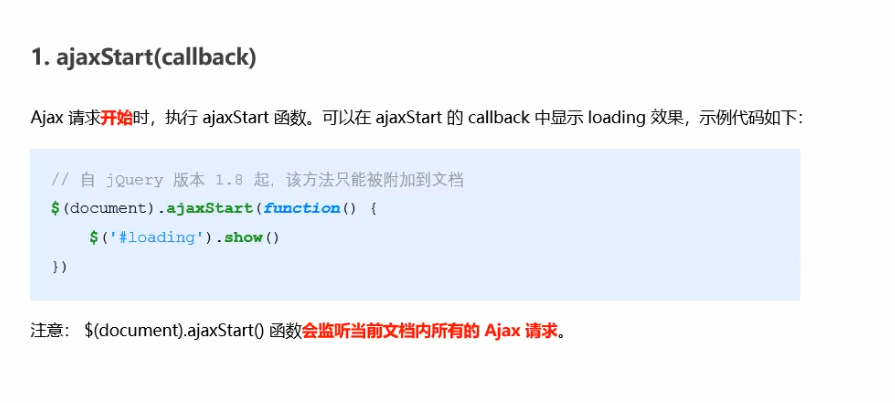 1. ajaxStart(callback)
Ajax 请求开始时，执行 ajaxStart 函数。可以在 ajaxStart 的 callback 中显示 loading 效果，示例代码如下：
// 自 jQuery 版本 1.8 起，该方法只能被附加到文档
$(document).ajaxStart(function() {
    $('#loading').show()
})
注意： $(document).ajaxStart() 函数会监听当前文档内所有的 Ajax 请求。